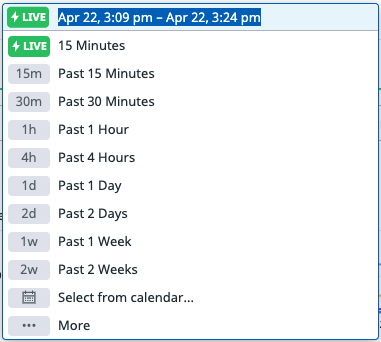 LIVE Apr 22, 3:09 pm – Apr 22, 3:24 pm
LIVE 15 Minutes
15m Past 15 Minutes
30m Past 30 Minutes
1h Past 1 Hour
4h Past 4 Hours
1d Past 1 Day
2d Past 2 Days
1w Past 1 Week
2w Past 2 Weeks
Select from calendar...
More